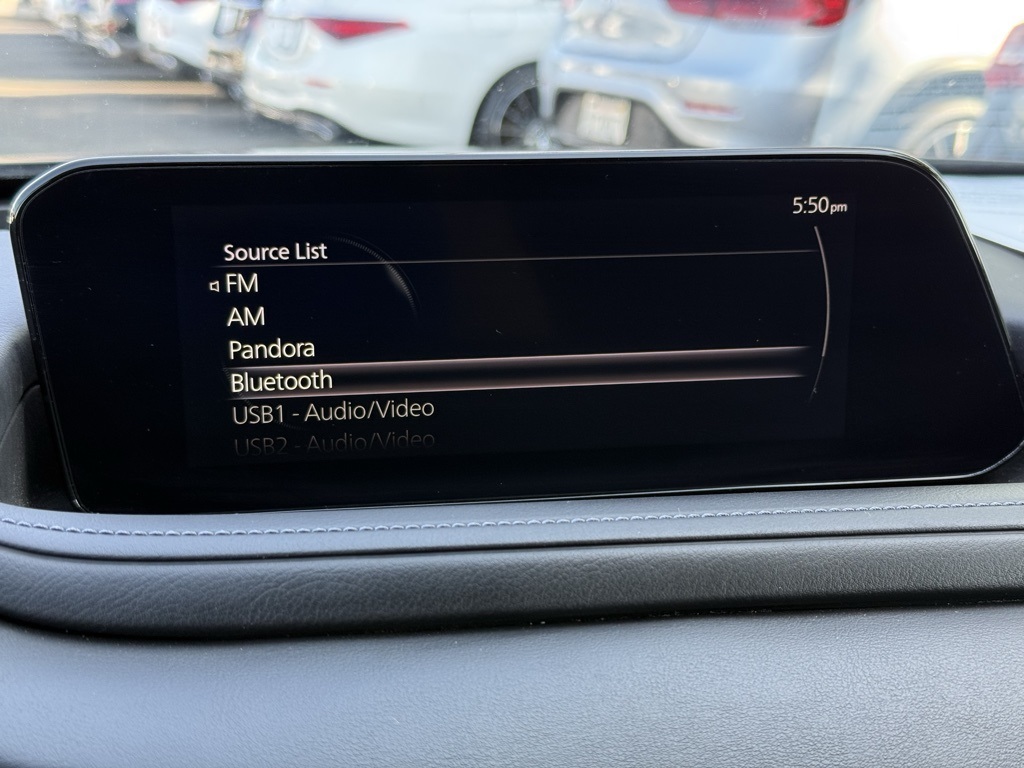 5:50pm
Source List
FM
AM
Pandora
Bluetooth
USB1 - Audio/Video
USB2 - Audio/Video